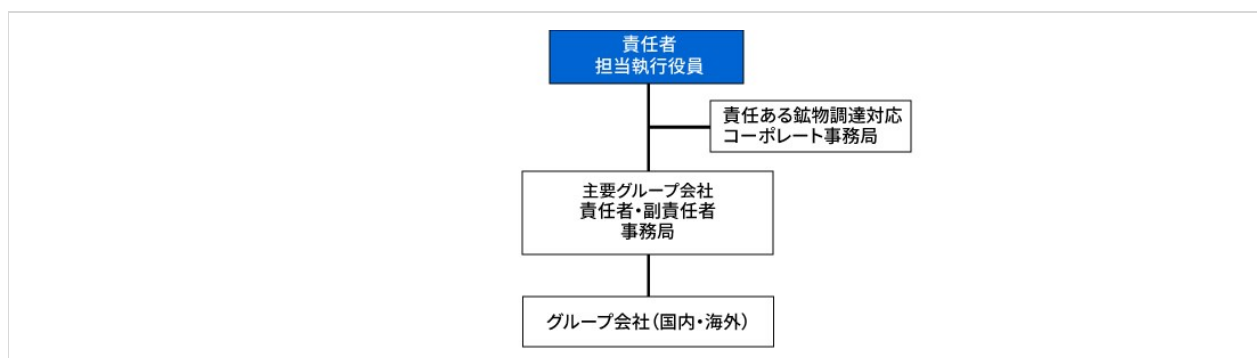 責任者
担当執行役員
責任ある鉱物調達対応
コーポレート事務局
主要グループ会社
責任者・副責任者
事務局
グループ会社(国内・海外)